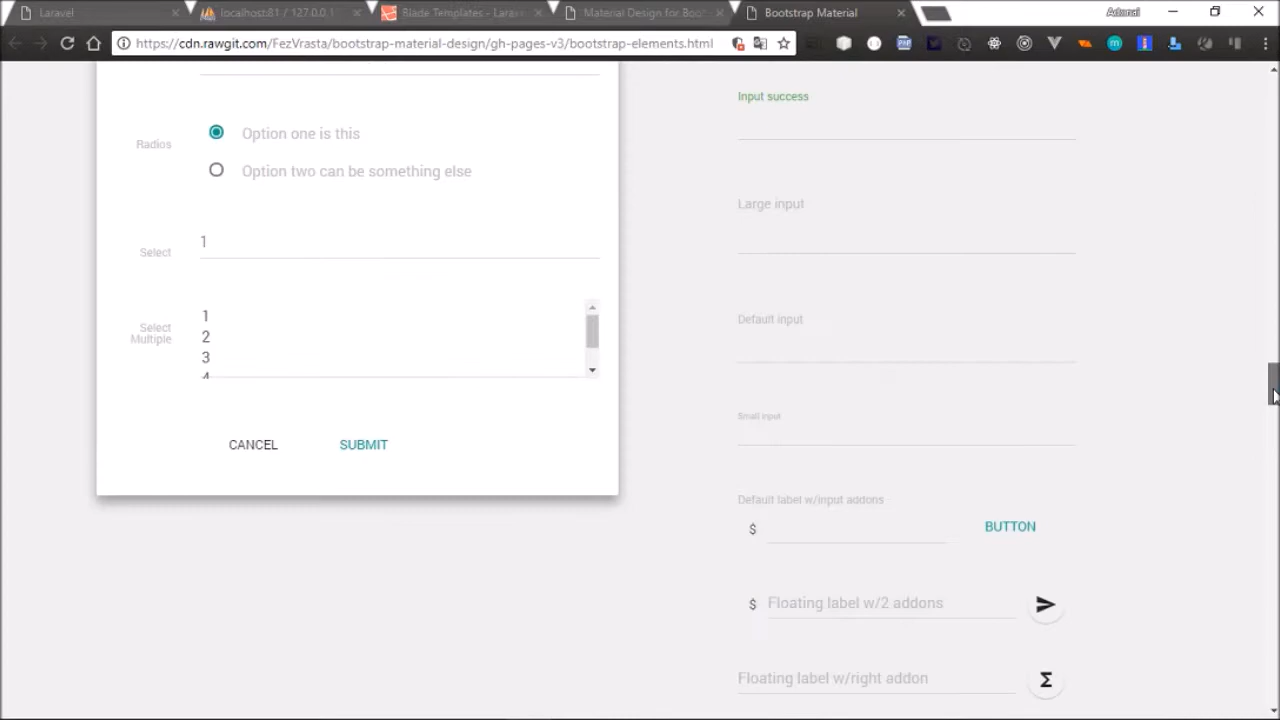 Laravel
localhost:81 / 127.0.0.1
Blade Templates - Larav
Material Design for Boo
Bootstrap Material
https://cdn.rawgit.com/FezVrasta/bootstrap-material-design/gh-pages-v3/bootstrap-elements.html
Radios
Option one is this
Option two can be something else
Select
1
Select
Multiple
1
2
3
4
CANCEL
SUBMIT
Input success
Large input
Default input
Small input
Default label w/input addons
$
BUTTON
$ Floating label w/2 addons
Floating label w/right addon
Σ